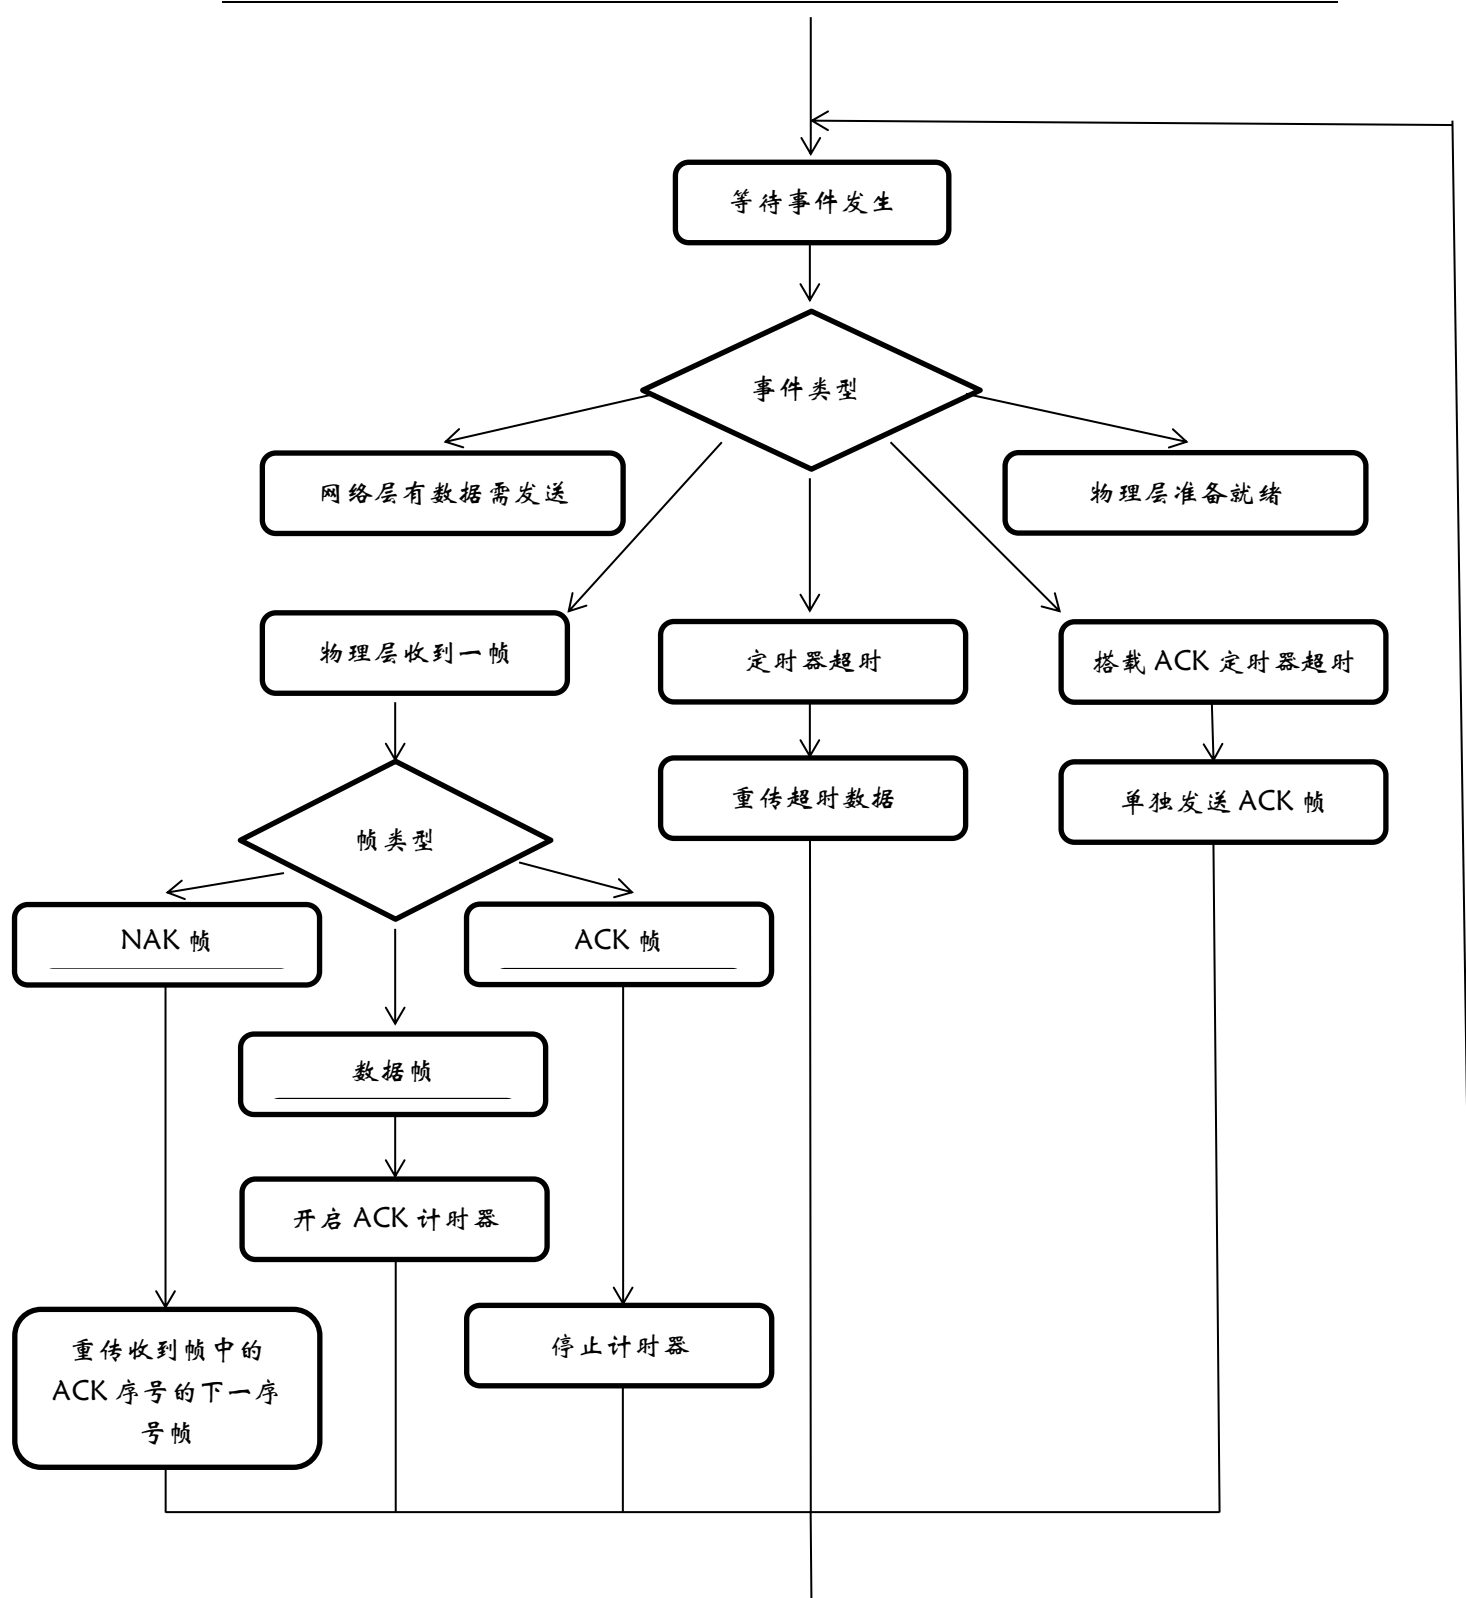 等待事件发生
事件类型
网络层有数据需发送
物理层准备就绪
物理层收到一帧
定时器超时
搭载 ACK 定时器超时
重传超时数据
单独发送 ACK 帧
帧类型
NAK 帧
ACK 帧
数据帧
开启 ACK 计时器
重传收到帧中的
ACK 序号的下一序
号帧
停止计时器